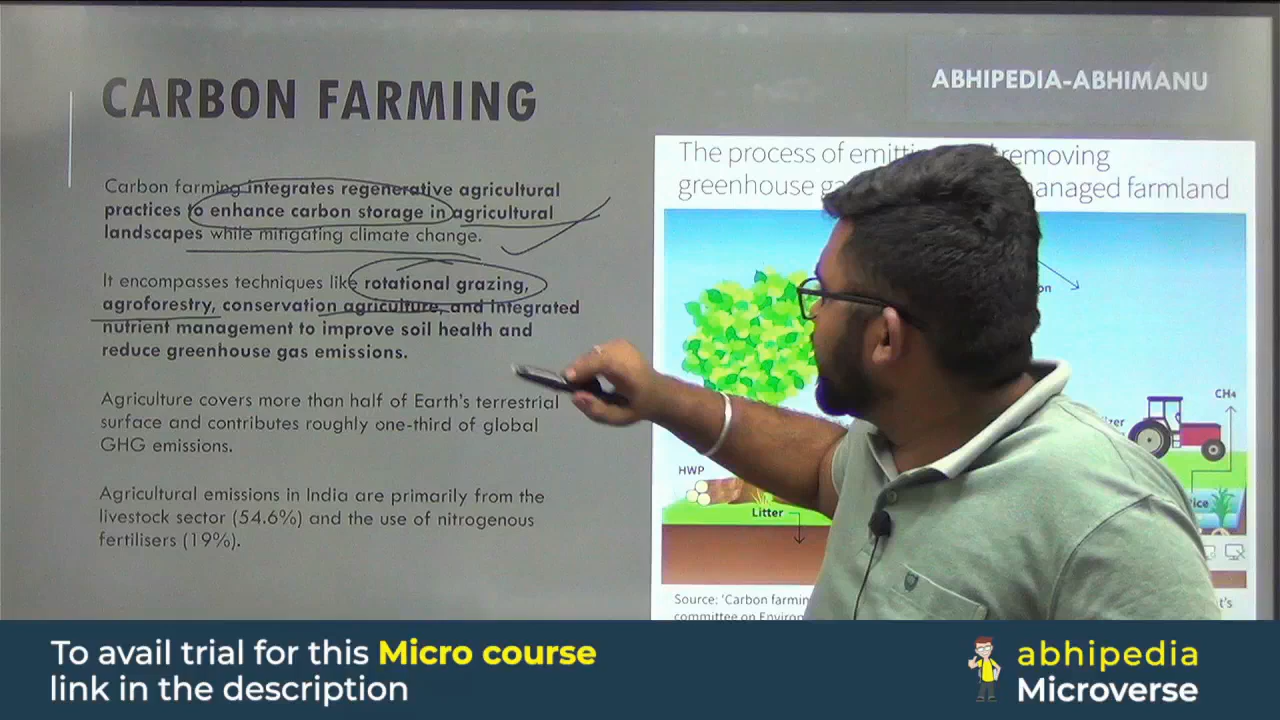 CARBON FARMING
ABHIPEDIA-ABHIMANU
Carbon farming integrates regenerative agricultural
practices to enhance carbon storage in agricultural
landscapes while mitigating climate change.
It encompasses techniques like rotational grazing,
agroforestry, conservation agriculture, and integrated
nutrient management to improve soil health and
reduce greenhouse gas emissions.
Agriculture covers more than half of Earth's terrestrial
surface and contributes roughly one-third of global
GHG emissions.
Agricultural emissions in India are primarily from the
livestock sector (54.6%) and the use of nitrogenous
fertilisers (19%).
The process of removing
greenhouse managed farmland
CH4
HWP
Litter
Source: 'Carbon
committee on
To avail trial for this Micro course
link in the description
abhipedia
Microverse